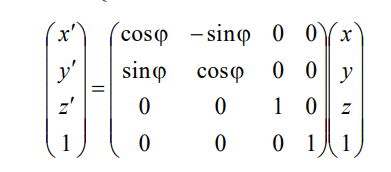 x′ cosφ −sinφ 0 0 x
y′ = sinφ cosφ 0 0 y
z′ 0 0 1 0 z
1 0 0 0 1 1